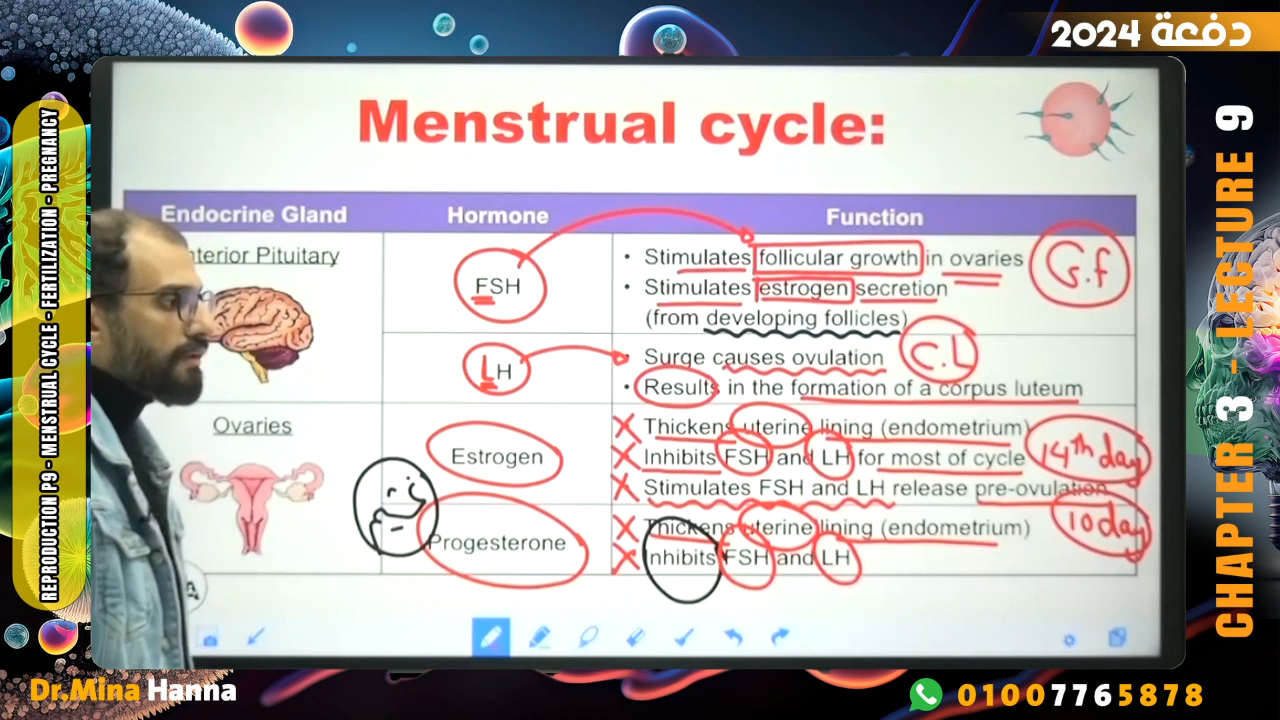 دفعة 2024
REPRODUCTION P9 - MENSTRUAL CYCLE - FERTILIZATION - PREGNANCY
Menstrual cycle:
Endocrine Gland Hormone Function
nterior Pituitary
FSH
• Stimulates follicular growth in ovaries
G.f
• Stimulates estrogen secretion
(from developing follicles)
LH
• Surge causes ovulation
C.L
• Results in the formation of a corpus luteum
Ovaries
Estrogen
Thickens uterine lining (endometrium)
Inhibits FSH and LH for most of cycle
14th day
Stimulates FSH and LH release pre-ovulation
10 day
Progesterone
Thickens uterine lining (endometrium)
Inhibits FSH and LH
CHAPTER 3 - LECTURE 9
Dr.Mina Hanna
01007765878